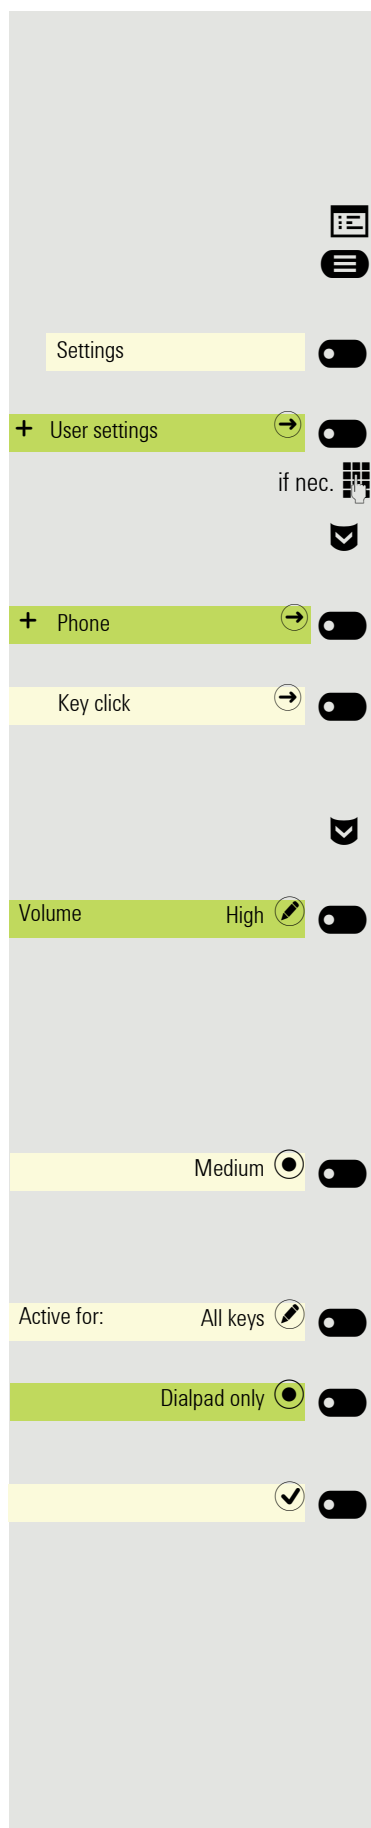 Settings
+ User settings
if nec.
+ Phone
Key click
Volume High
Medium
Active for: All keys
Dialpad only